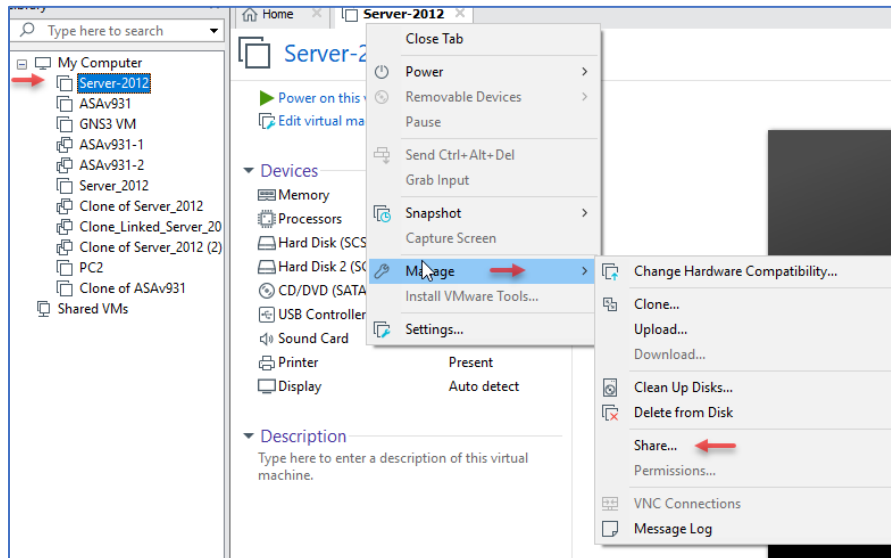 Home
Server-2012
Type here to search
My Computer
Server-2012
ASAv931
GNS3 VM
ASAv931-1
ASAv931-2
Server_2012
Clone of Server_2012
Clone_Linked_Server_20
Clone of Server_2012 (2)
PC2
Clone of ASAv931
Shared VMs
Server-2
Power on this
Edit virtual ma
Devices
Memory
Processors
Hard Disk (SCS
Hard Disk 2 (SC
CD/DVD (SATA
USB Controller
Sound Card
Printer Present
Display Auto detect
Description
Type here to enter a description of this virtual
machine.
Close Tab
Power
Removable Devices
Pause
Send Ctrl+Alt+Del
Grab Input
Snapshot
Capture Screen
Manage
Install VMware Tools...
Settings...
Change Hardware Compatibility...
Clone...
Upload...
Download...
Clean Up Disks...
Delete from Disk
Share...
Permissions...
VNC Connections
Message Log